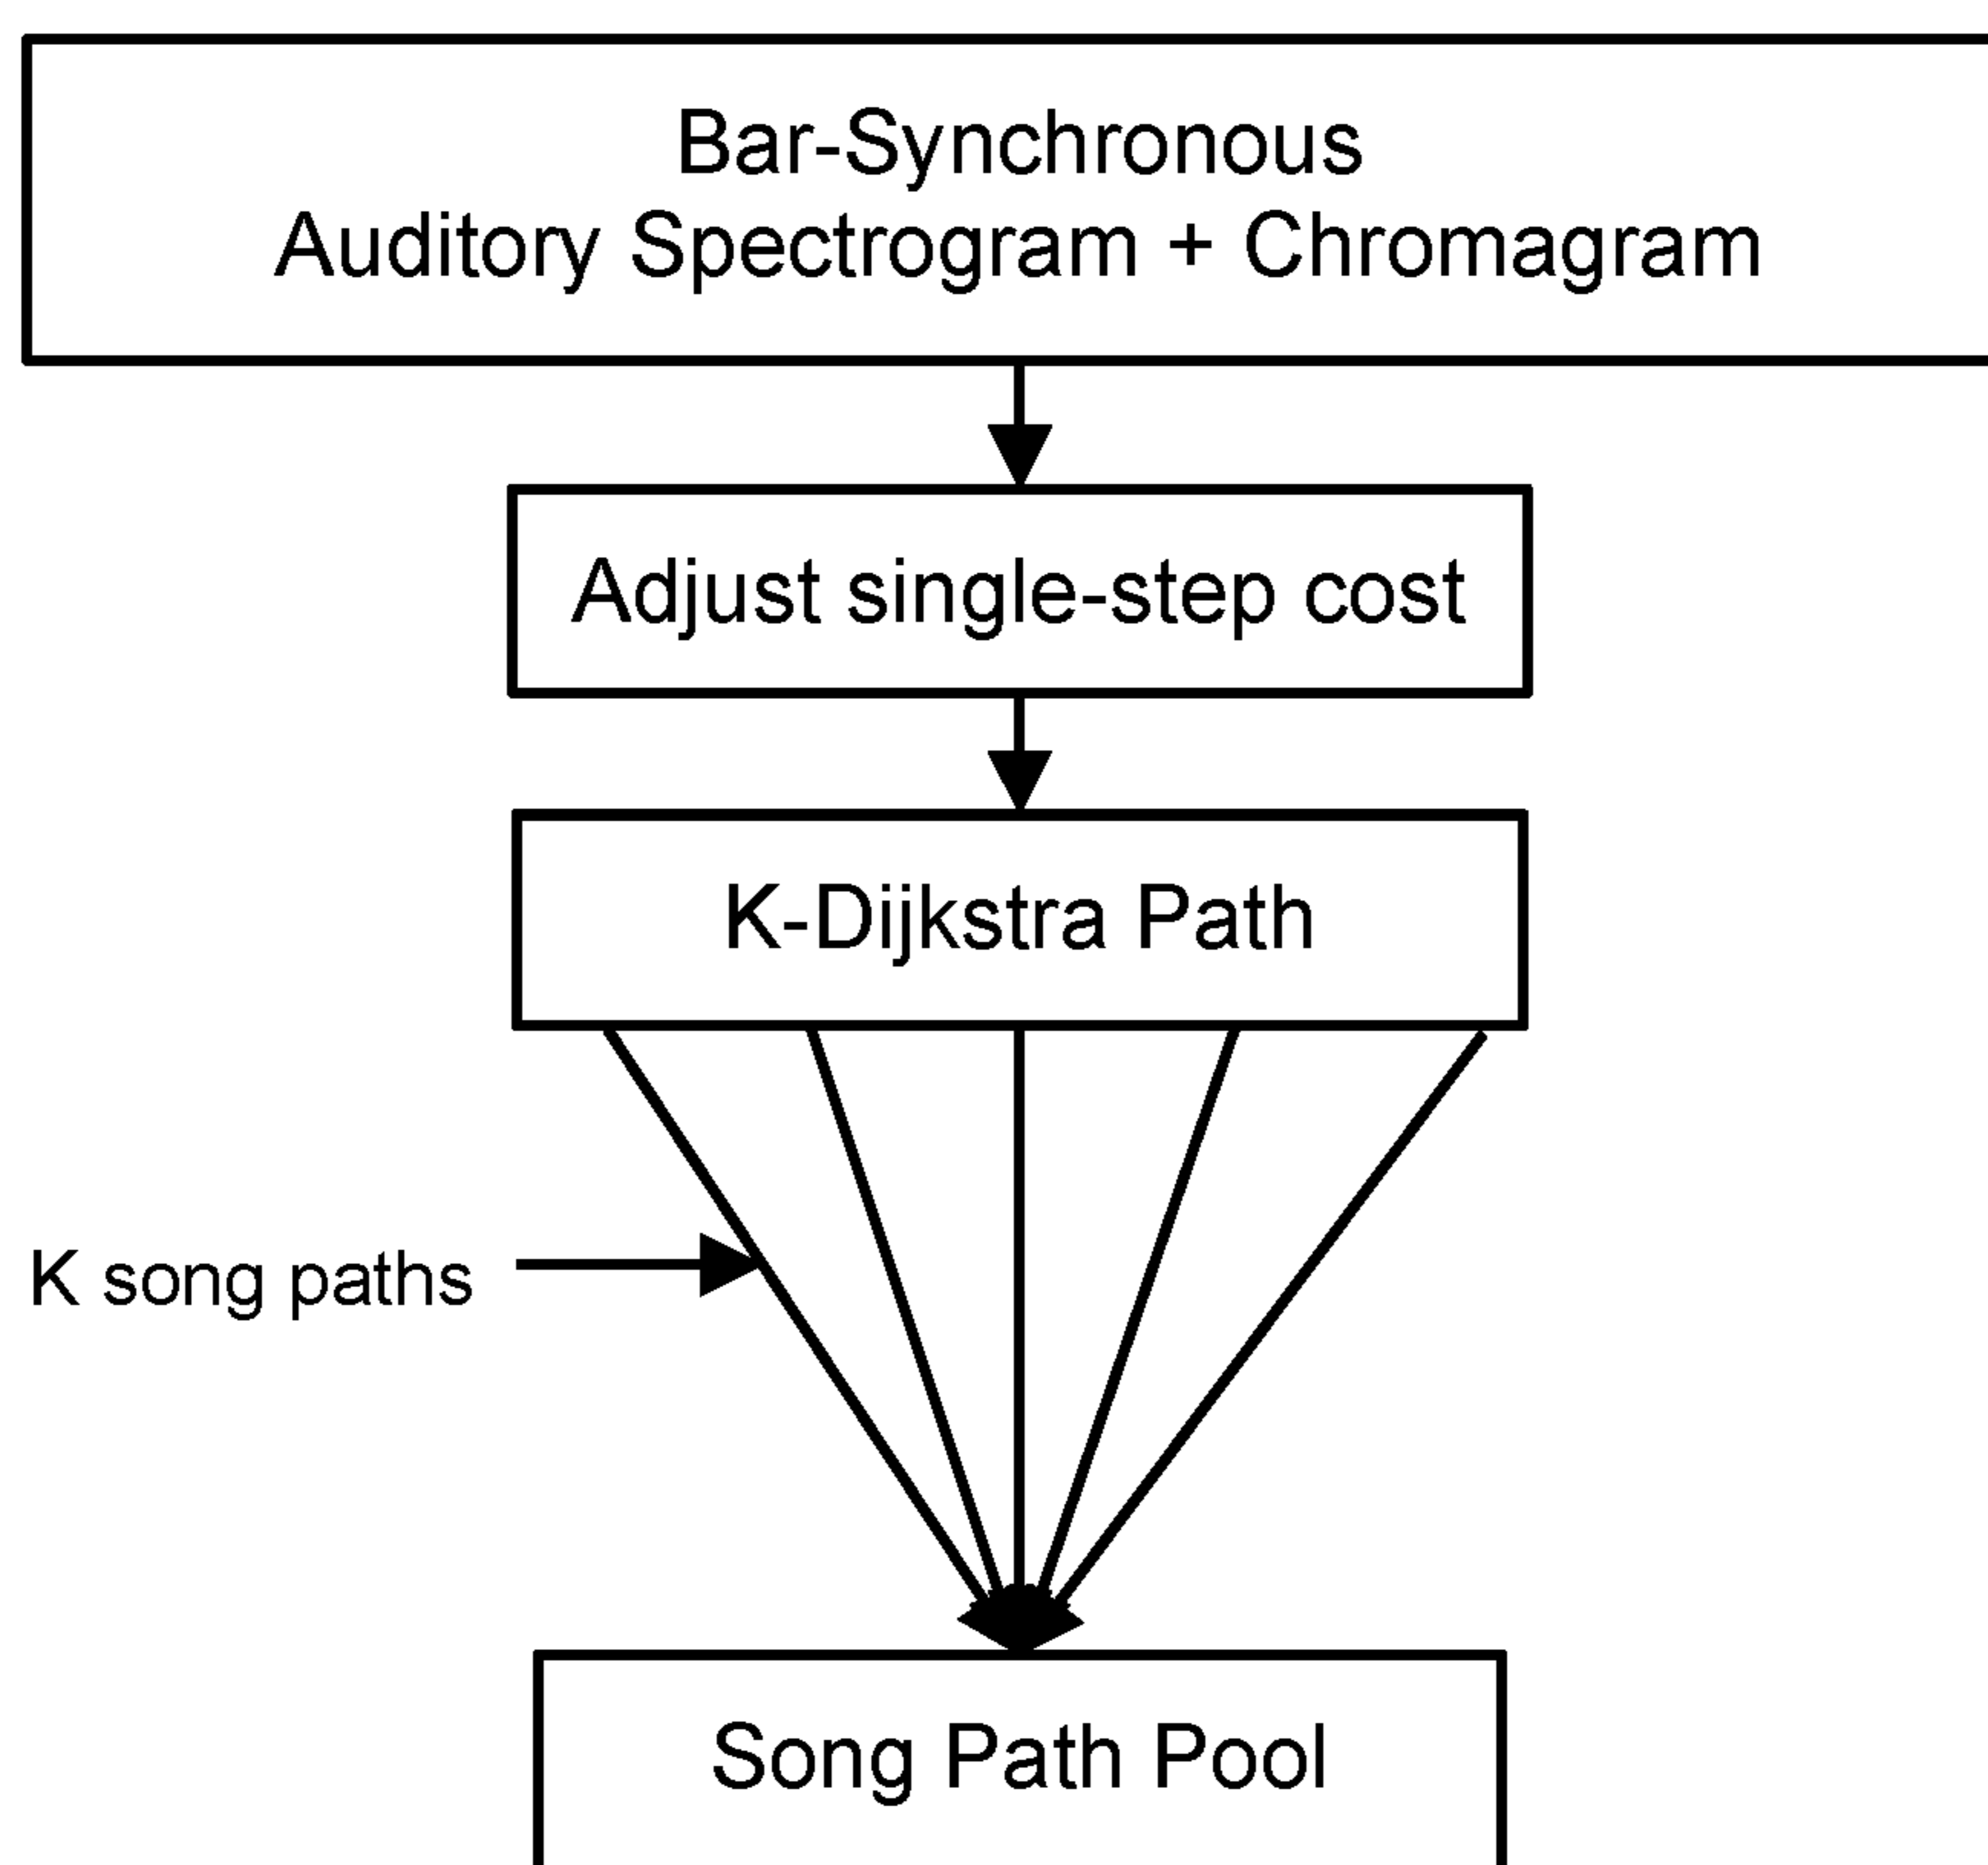 Bar-Synchronous
Auditory Spectrogram + Chromagram
Adjust single-step cost
K-Dijkstra Path
K song paths
Song Path Pool